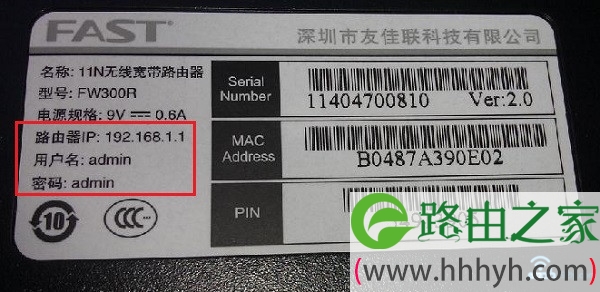 FAST®
深圳市友佳联科技有限公司
名称: 11N无线宽带路由器
型号: FW300R
电源规格: 9V 0.6A
路由器IP: 192.168.1.1
用户名: admin
密码: admin
Serial
Number
11404700810 Ver:2.0
MAC
Address
B0487A390E02
PIN
10
CCC
路由之家
(www.hhhyh.com)